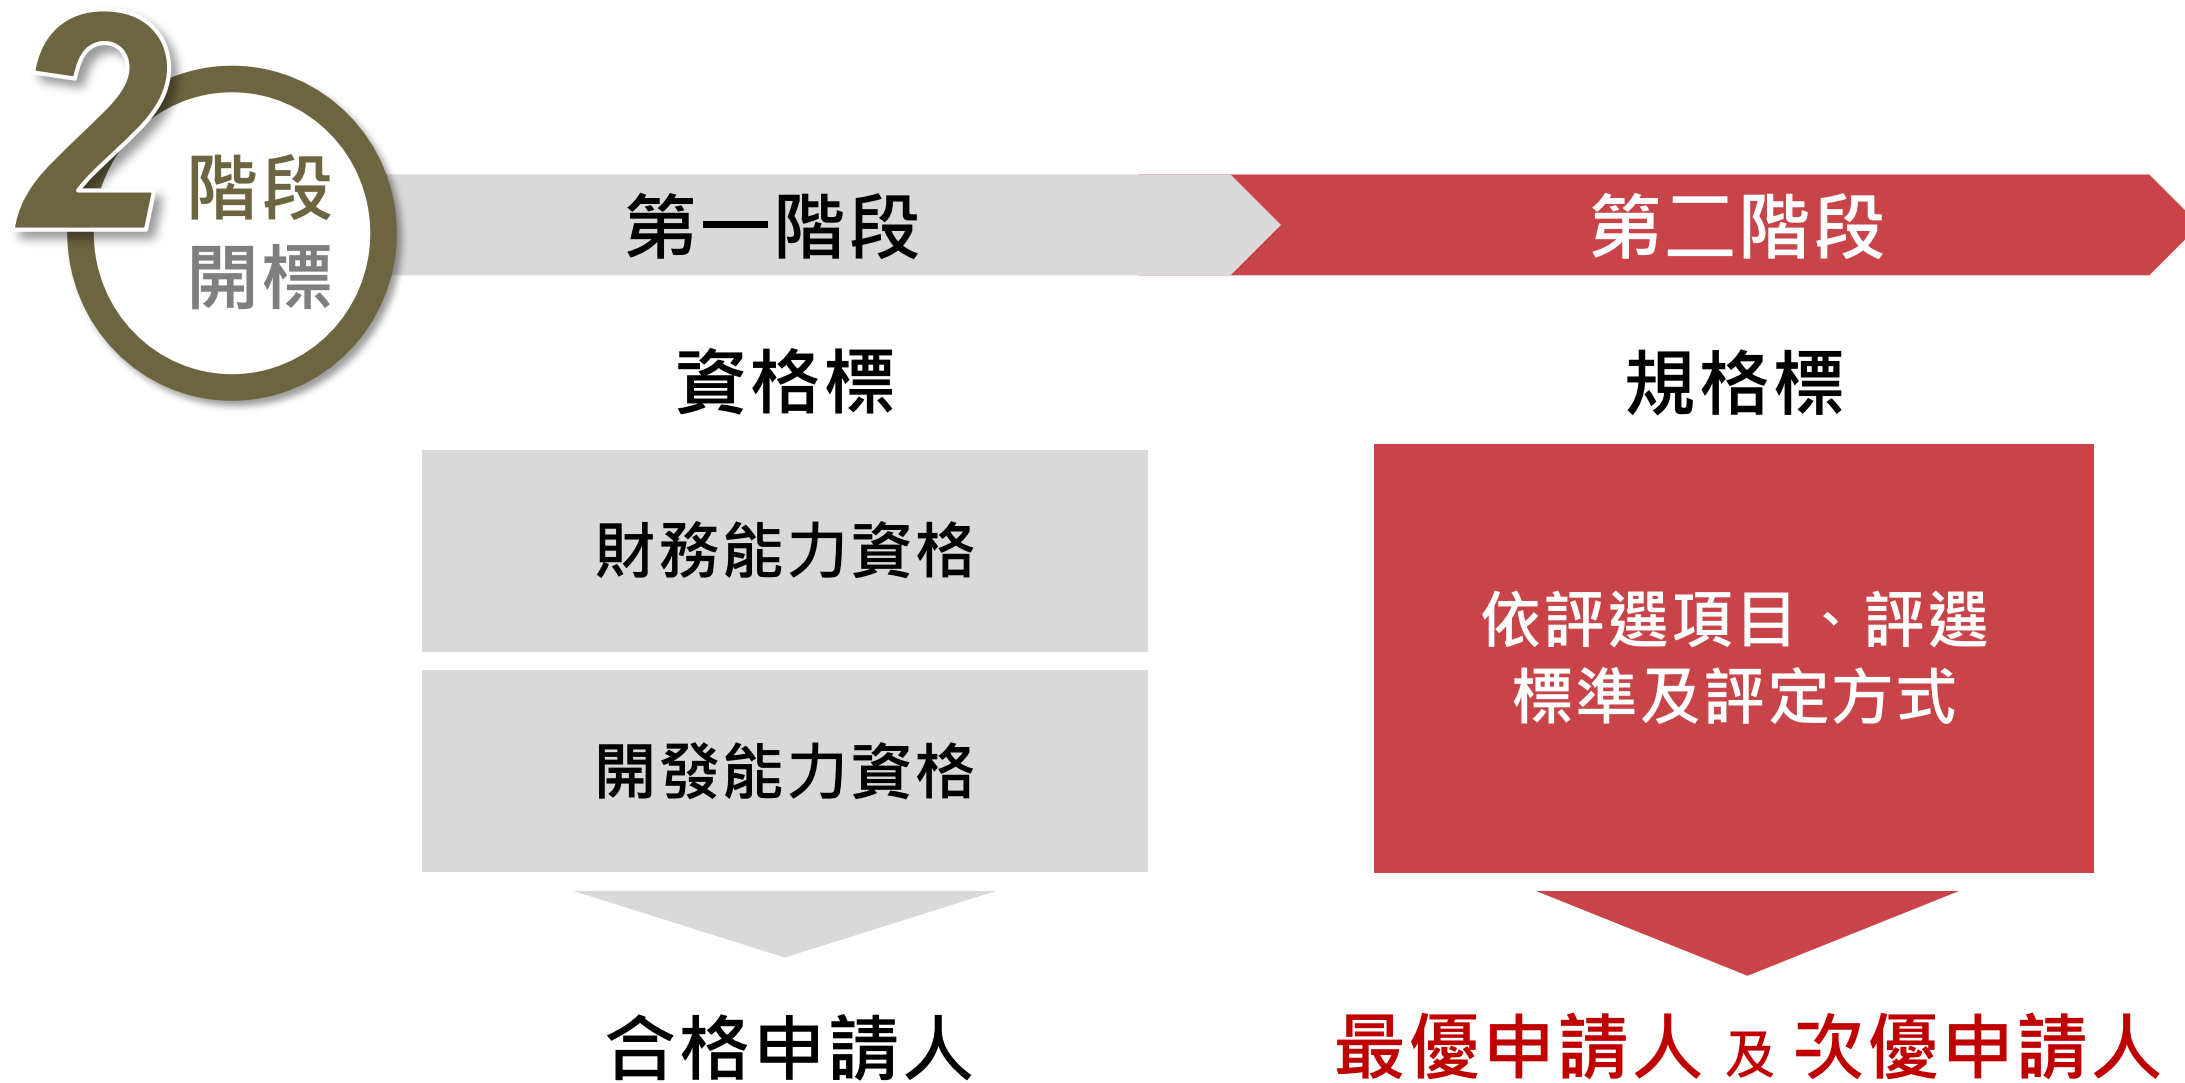 2
階段
開標
第一階段
第二階段
資格標
規格標
財務能力資格
開發能力資格
依評選項目、評選
標準及評定方式
合格申請人
最優申請人 及 次優申請人